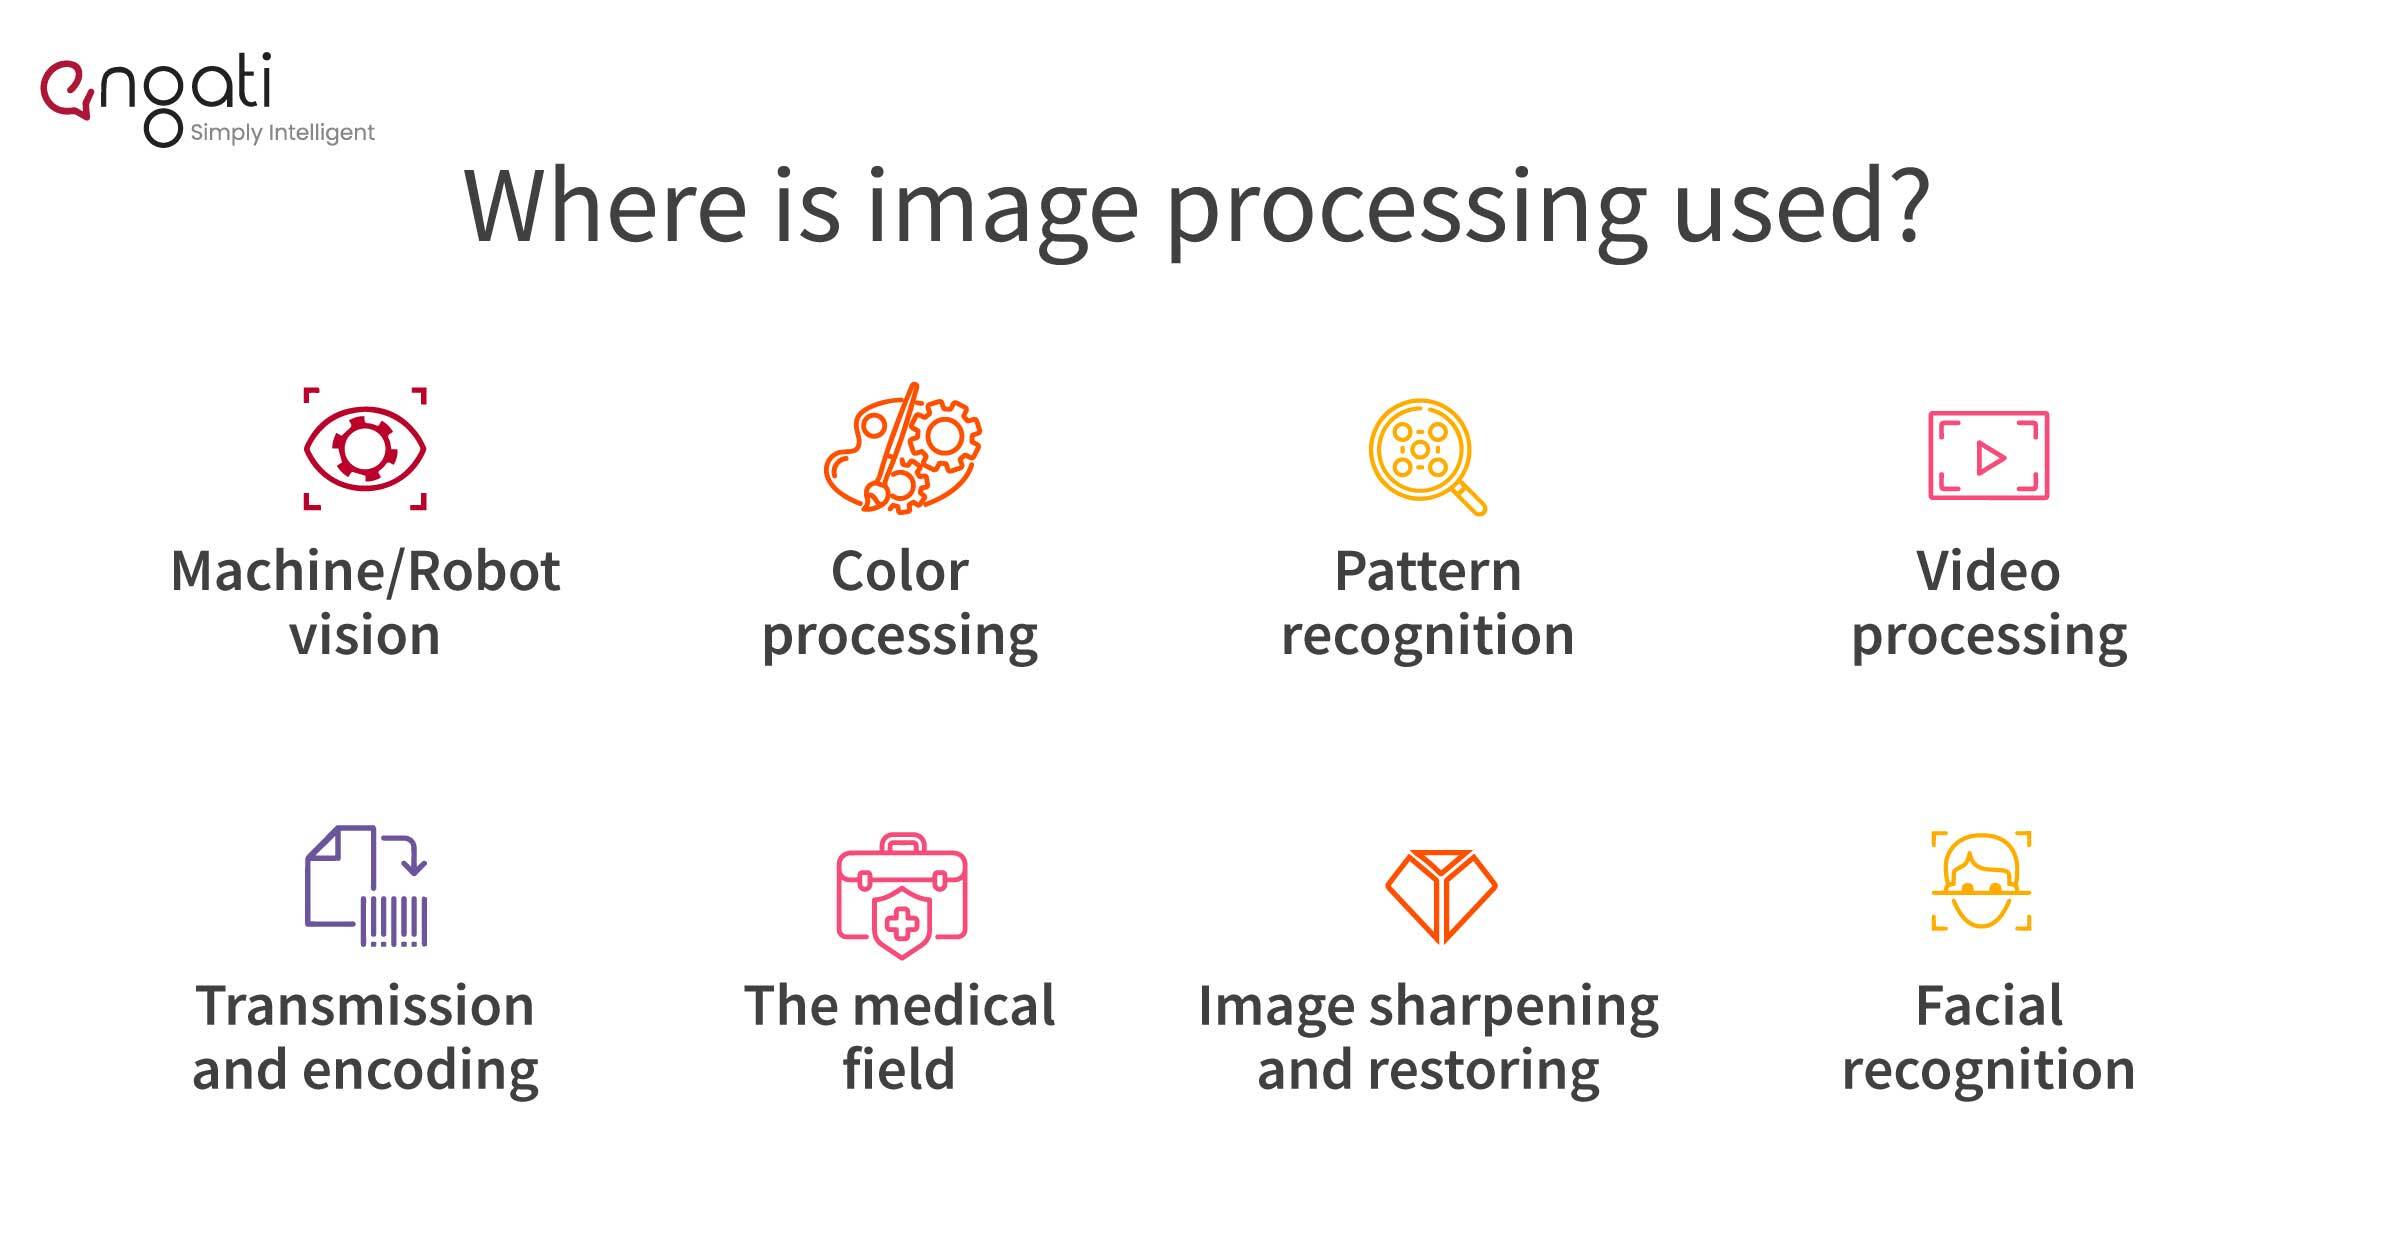 engati
Simply Intelligent
Where is image processing used?
Machine/Robot
vision
Color
processing
Pattern
recognition
Video
processing
Transmission
and encoding
The medical
field
Image sharpening
and restoring
Facial
recognition